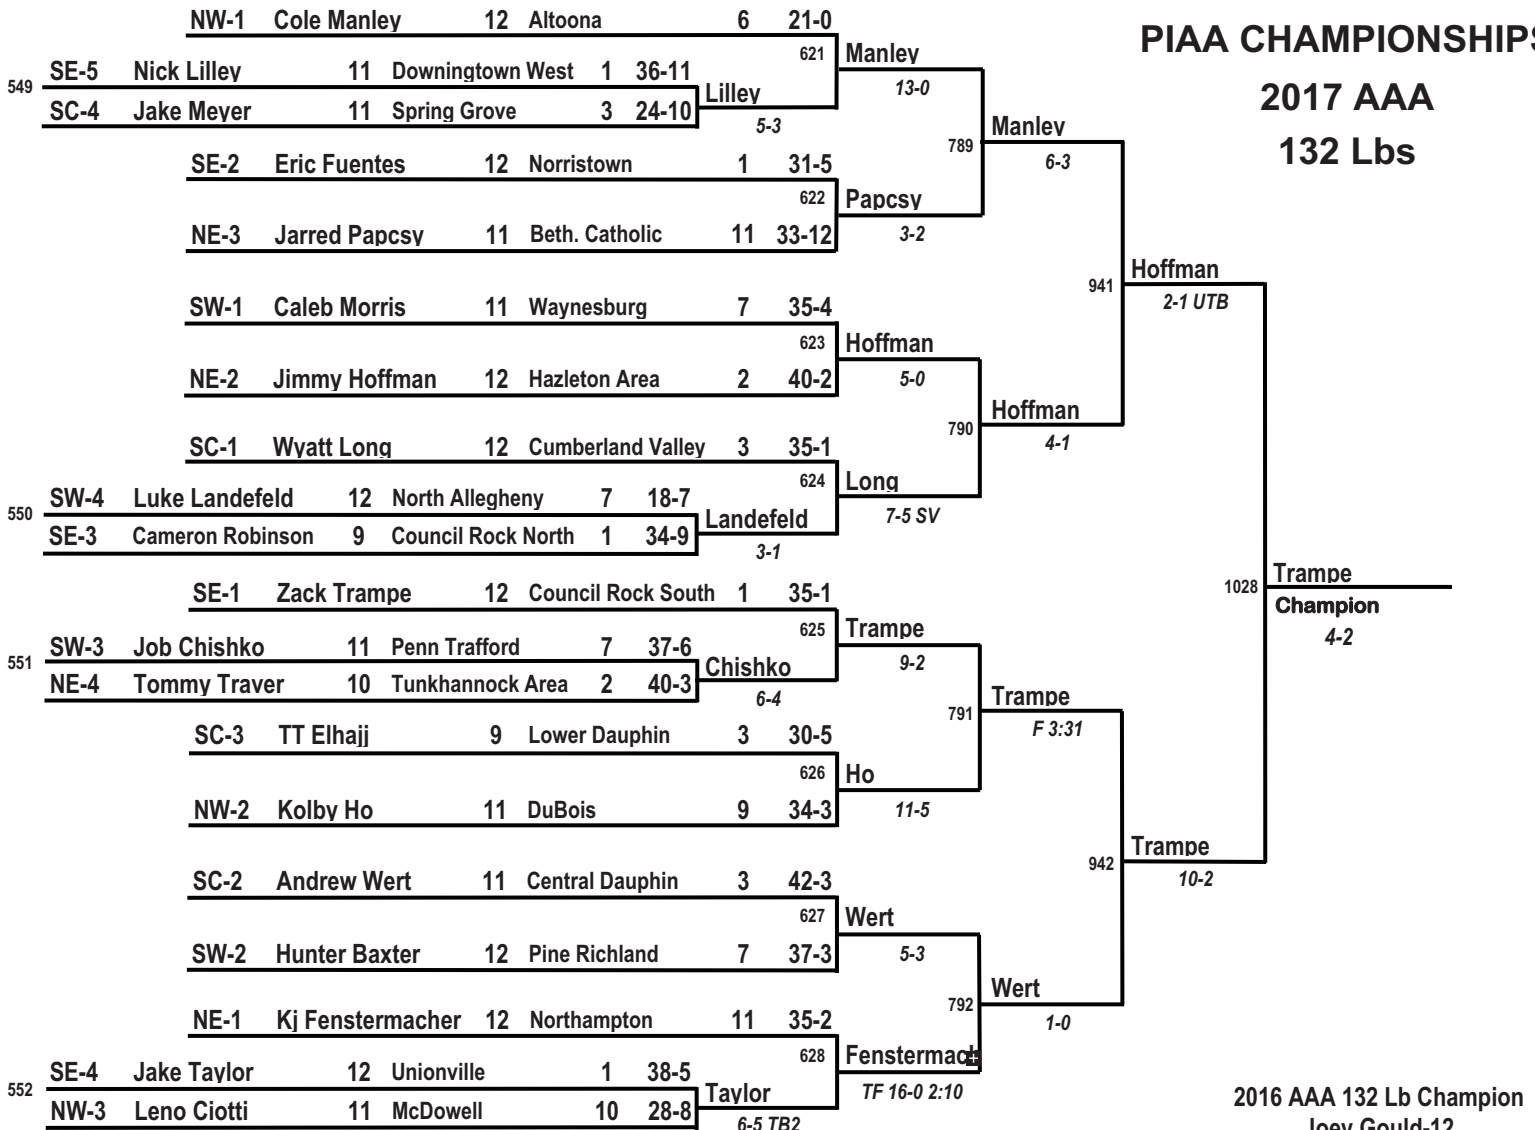 PIAA CHAMPIONSHIPS
2017 AAA
132 Lbs
NW-1 Cole Manley 12 Altoona 6 21-0
621 Manley
13-0
549
SE-5 Nick Lilley 11 Downingtown West 1 36-11
Lilley
5-3
SC-4 Jake Meyer 11 Spring Grove 3 24-10
789 Manley
6-3
SE-2 Eric Fuentes 12 Norristown 1 31-5
622 Papcsy
3-2
NE-3 Jarred Papcsy 11 Beth. Catholic 11 33-12
941 Hoffman
2-1 UTB
SW-1 Caleb Morris 11 Waynesburg 7 35-4
623 Hoffman
5-0
NE-2 Jimmy Hoffman 12 Hazleton Area 2 40-2
790 Hoffman
4-1
SC-1 Wyatt Long 12 Cumberland Valley 3 35-1
624 Long
7-5 SV
550
SW-4 Luke Landefeld 12 North Allegheny 7 18-7
Landefeld
3-1
SE-3 Cameron Robinson 9 Council Rock North 1 34-9
1028 Trampe
Champion
4-2
SE-1 Zack Trampe 12 Council Rock South 1 35-1
625 Trampe
9-2
551
SW-3 Job Chishko 11 Penn Trafford 7 37-6
Chishko
6-4
NE-4 Tommy Traver 10 Tunkhannock Area 2 40-3
791 Trampe
F 3:31
SC-3 TT Elhajj 9 Lower Dauphin 3 30-5
626 Ho
11-5
NW-2 Kolby Ho 11 DuBois 9 34-3
942 Trampe
10-2
SC-2 Andrew Wert 11 Central Dauphin 3 42-3
627 Wert
5-3
SW-2 Hunter Baxter 12 Pine Richland 7 37-3
792 Wert
1-0
NE-1 Kj Fenstermacher 12 Northampton 11 35-2
628 Fenstermach
TF 16-0 2:10
552
SE-4 Jake Taylor 12 Unionville 1 38-5
Taylor
6-5 TB2
NW-3 Leno Ciotti 11 McDowell 10 28-8
2016 AAA 132 Lb Champion
Joey Gould-12